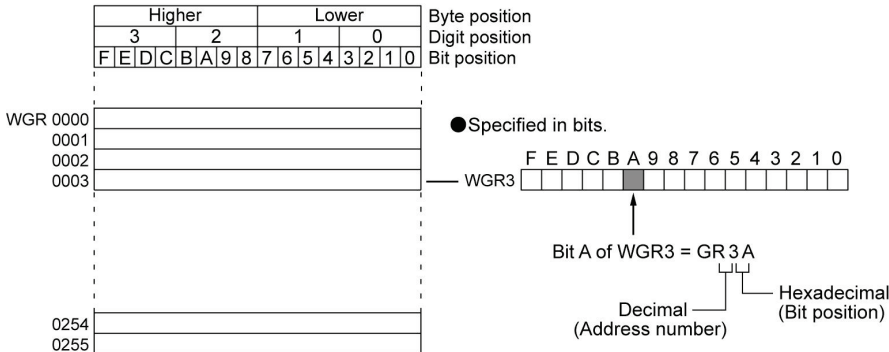 Higher Lower Byte position
3 2 1 0 Digit position
F E D C B A 9 8 7 6 5 4 3 2 1 0 Bit position
WGR 0000
0001
0002
0003
●Specified in bits.
F E D C B A 9 8 7 6 5 4 3 2 1 0
WGR3
Bit A of WGR3 = GR3A
Decimal
(Address number)
Hexadecimal
(Bit position)
0254
0255